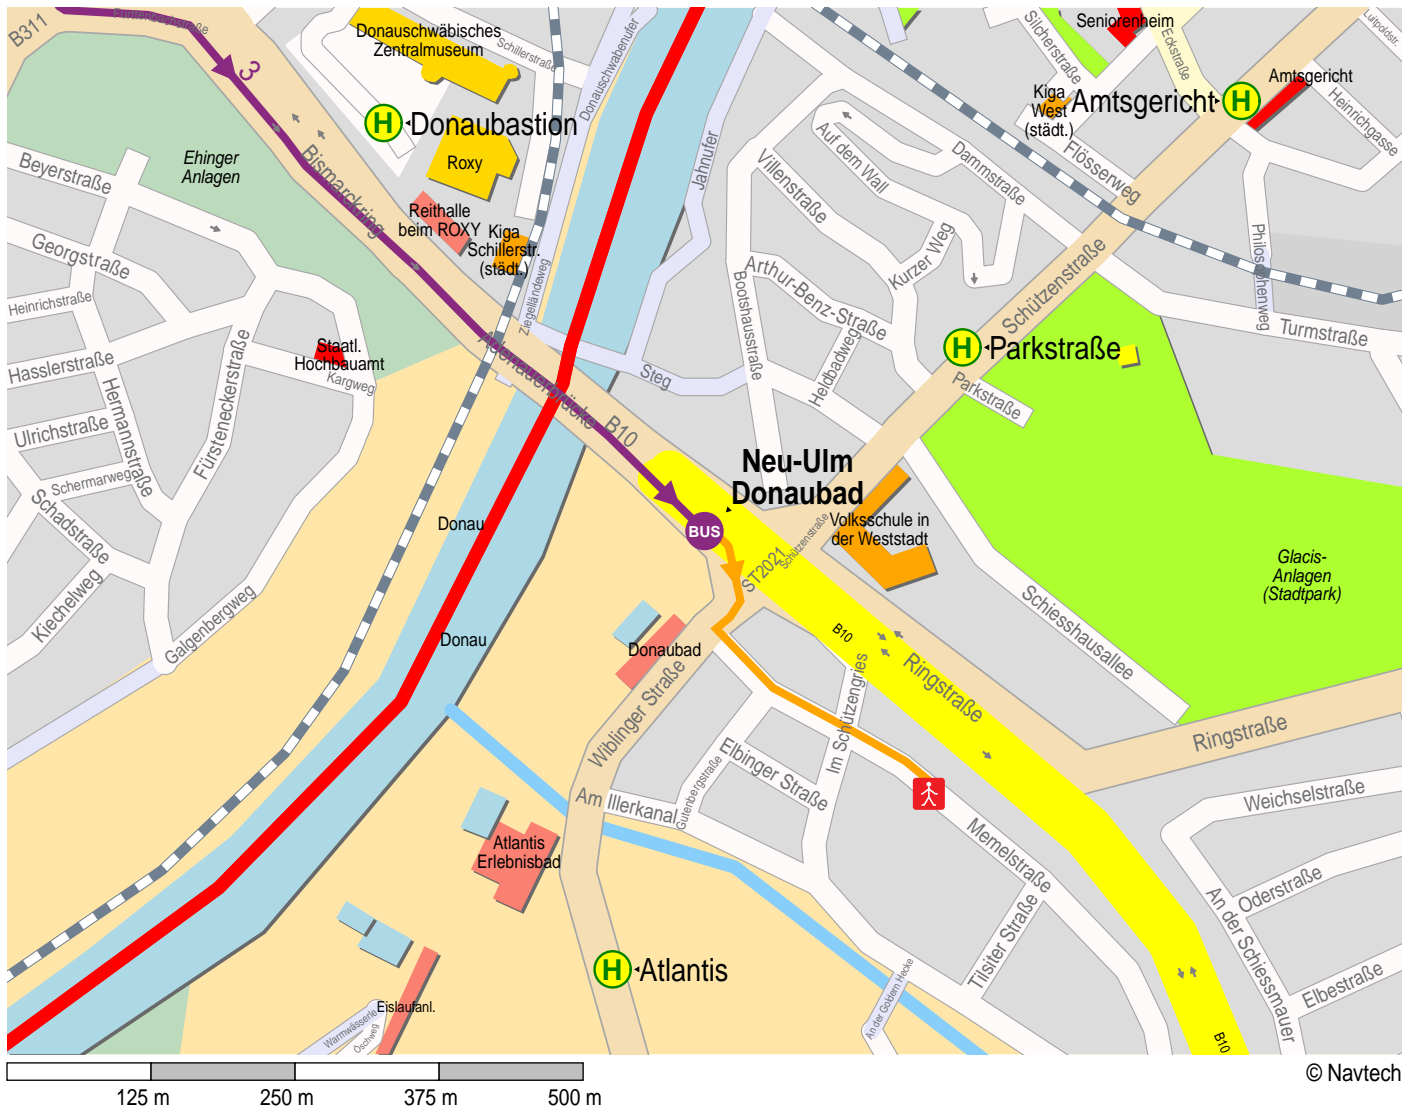 B311
Furttenbachstraße
3
Donauschwäbisches
Zentralmuseum
Schillerstraße
Donauschwabenufer
H
Donaubastion
Roxy
Ehinger
Anlagen
Bismarckring
Beyerstraße
Georgstraße
Heinrichstraße
Hasslerstraße
Ulrichstraße
Schermarweg
Schadstraße
Kiechelweg
Hermannstraße
Fürsteneckerstraße
Galgenbergweg
Staatl.
Hochbauamt
Kargweg
Reithalle
beim ROXY
Kiga
Schillerstr.
(städt.)
Ziegelländeweg
Adenauerbrücke
B10
Jahnufer
Steg
Villenstraße
Auf dem Wall
Dammstraße
Kurzer Weg
Arthur-Benz-Straße
Bootshausstraße
Heldbadweg
Silcherstraße
Seniorenheim
Eckstraße
Luitpoldstr.
Kiga
West
(städt.)
Amtsgericht
H
Amtsgericht
Heinrichgasse
Flösserweg
Philosophenweg
Turmstraße
Schützenstraße
H
Parkstraße
Parkstraße
Neu-Ulm
Donaubad
BUS
Schützenstraße
ST2021
Volksschule in
der Weststadt
Glacis-
Anlagen
(Stadtpark)
Schiesshausallee
Donau
Donau
Donaubad
Wiblinger Straße
B10
Ringstraße
Ringstraße
Im Schützengries
Elbinger Straße
Gutenbergstraße
Am Illerkanal
Memelstraße
Tilsiter Straße
Weichselstraße
Oderstraße
An der Schiessmauer
Elbestraße
B10
Atlantis
Erlebnisbad
H
Atlantis
Eislaufanl.
Warmwässerle
Öschweg
An der Goldern Hecke
125 m
250 m
375 m
500 m
© Navtech